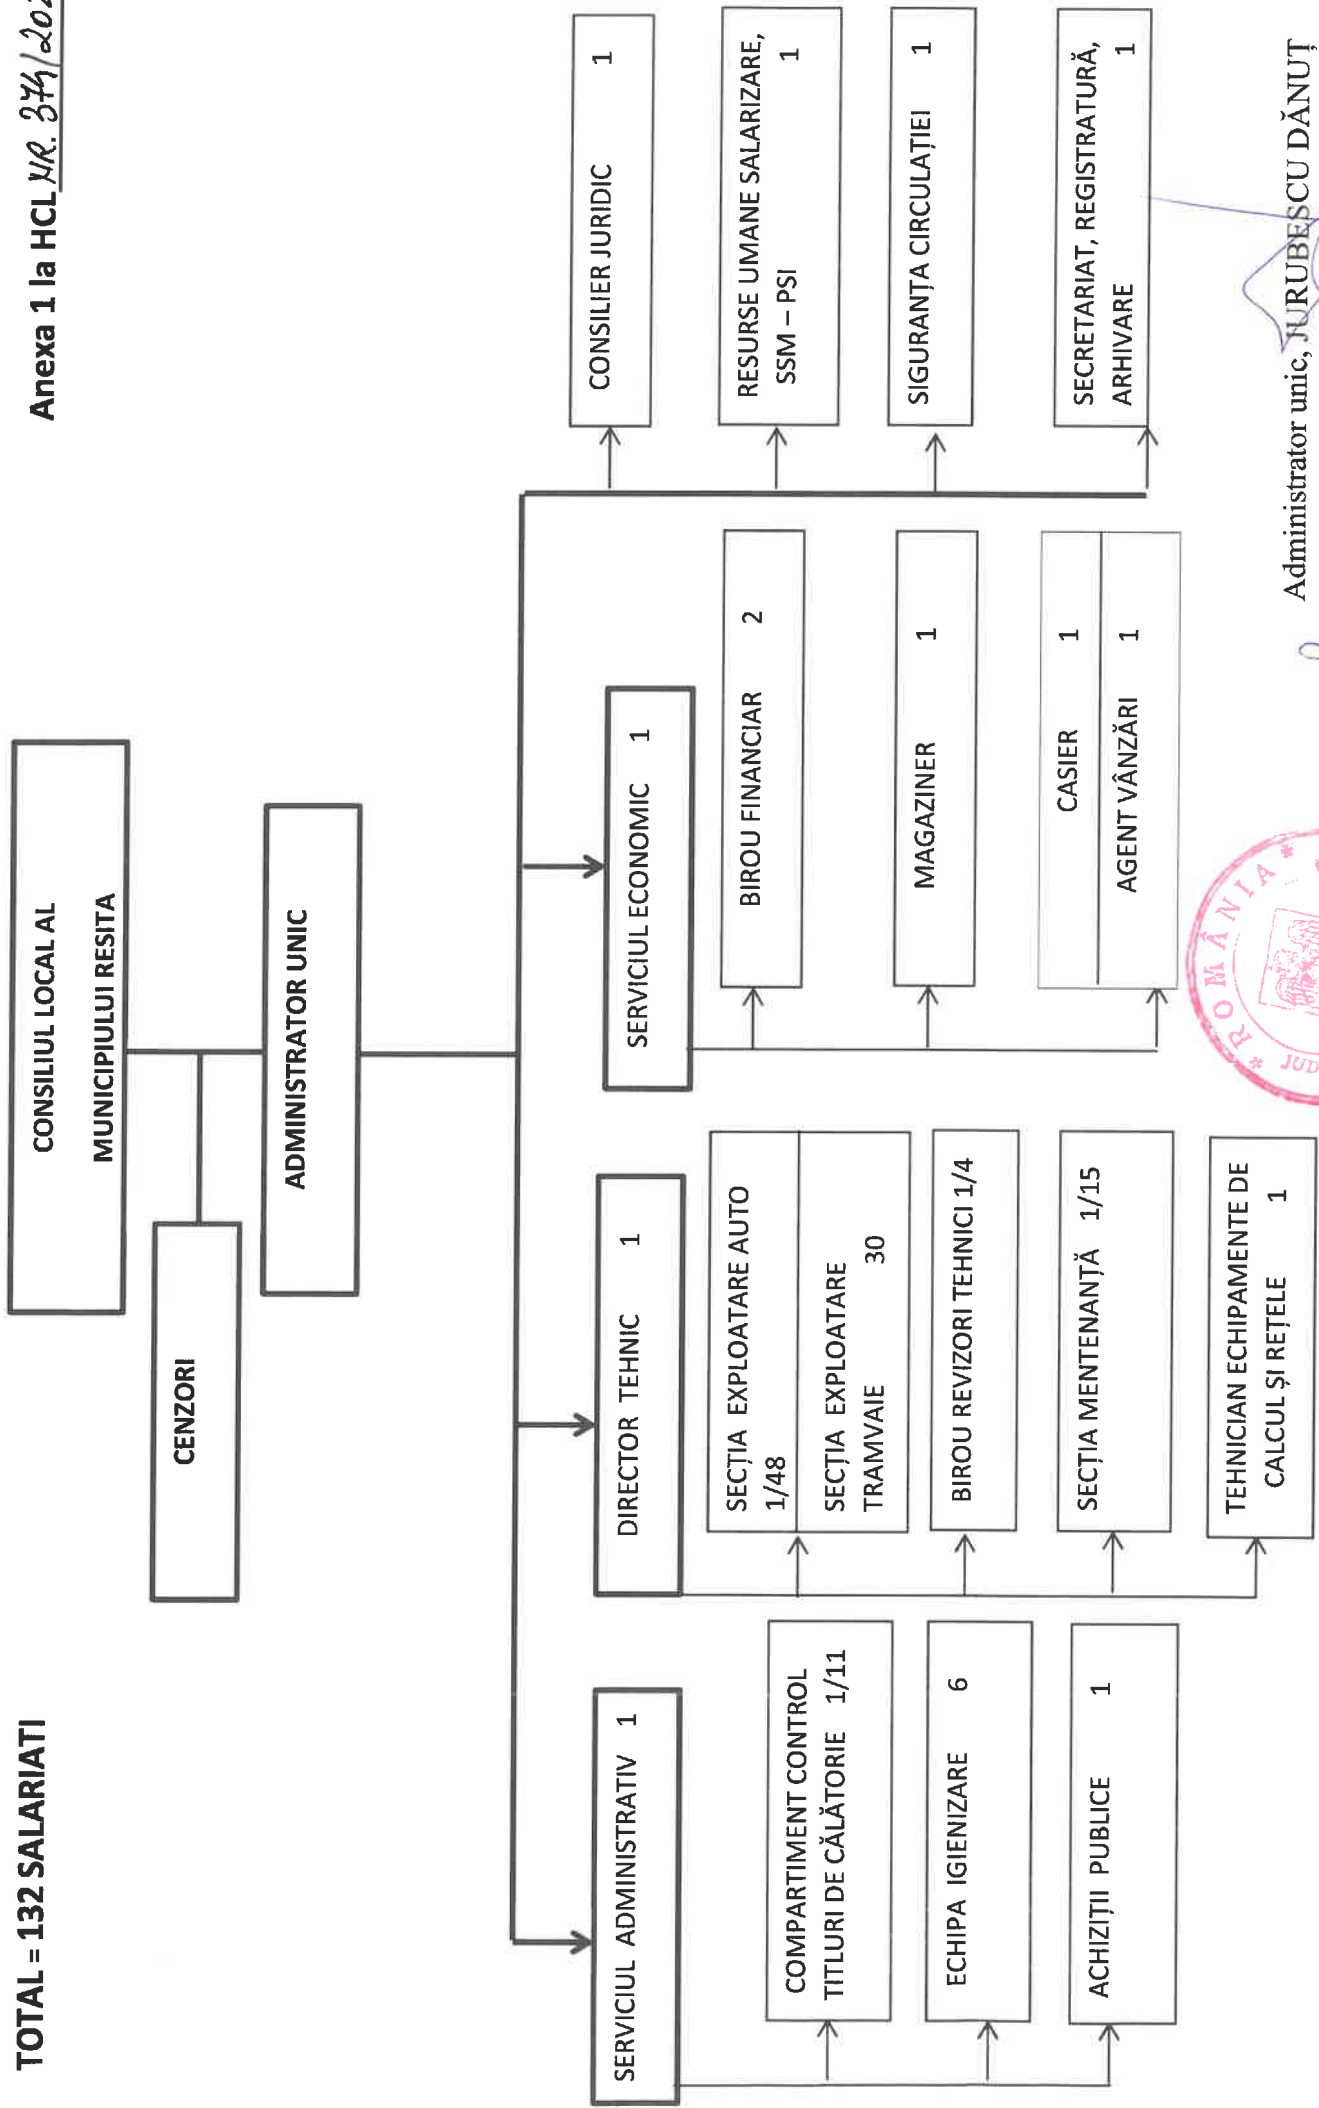 TOTAL = 132 SALARIATI
Anexa 1 la HCL NR. 374/202
CONSILIUL LOCAL AL
MUNICIPIULUI RESITA
CENZORI
ADMINISTRATOR UNIC
SERVICIUL ADMINISTRATIV 1
COMPARTIMENT CONTROL
TITLURI DE CĂLĂTORIE 1/11
ECHIPA IGIENIZARE 6
ACHIZIȚII PUBLICE 1
DIRECTOR TEHNIC 1
SECȚIA EXPLOATARE AUTO
1/48
SECȚIA EXPLOATARE
TRAMVAIE 30
BIROU REVIZORI TEHNICI 1/4
SECȚIA MENTENANȚĂ 1/15
TEHNICIAN ECHIPAMENTE DE
CALCUL ȘI REȚELE 1
SERVICIUL ECONOMIC 1
BIROU FINANCIAR 2
MAGAZINER 1
CASIER 1
AGENT VÂNZĂRI 1
CONSILIER JURIDIC 1
RESURSE UMANE SALARIZARE,
SSM – PSI 1
SIGURANȚA CIRCULAȚIEI 1
SECRETARIAT, REGISTRATURĂ,
ARHIVARE 1
Administrator unic, JURUBESCU DĂNUȚ
* ROMÂNIA *
JUD